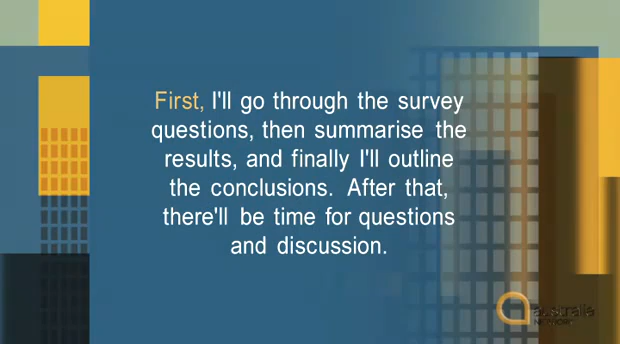 First, I'll go through the survey
questions, then summarise the
results, and finally I'll outline
the conclusions. After that,
there'll be time for questions
and discussion.
australia
NETWORK